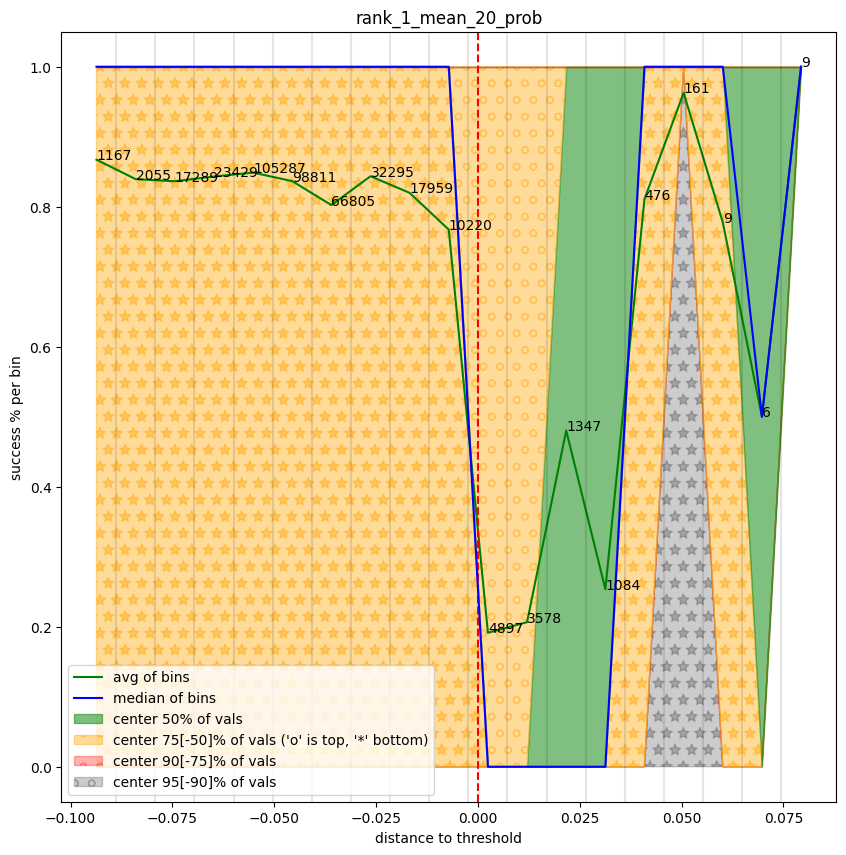 rank_1_mean_20_prob
success % per bin
1.0
0.8
0.6
0.4
0.2
0.0
1167
2055
17289
23429
105287
98811
66805
32295
17959
10220
4897
3578
1347
1084
476
161
9
6
9
avg of bins
median of bins
center 50% of vals
center 75[-50]% of vals ('o' is top, '*' bottom)
center 90[-75]% of vals
center 95[-90]% of vals
−0.100 −0.075 −0.050 −0.025 0.000 0.025 0.050 0.075
distance to threshold